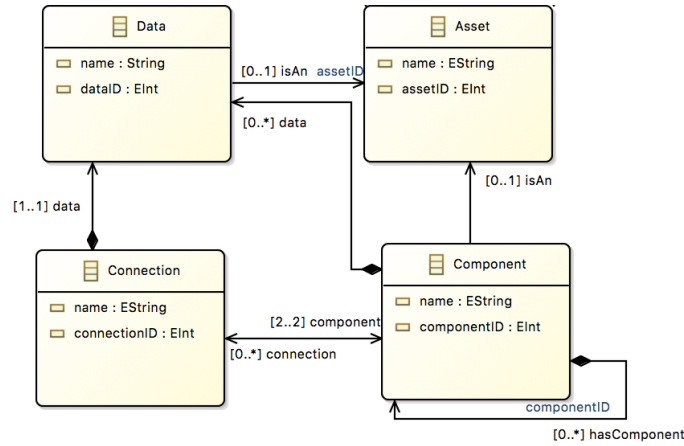 Data
name : String
dataID : EInt
Asset
name : EString
assetID : EInt
[0..1] isAn assetID
[0..*] data
[0..1] isAn
[1..1] data
Connection
name : EString
connectionID : EInt
Component
name : EString
componentID : EInt
[2..2] component
[0..*] connection
componentID
[0..*] hasComponent